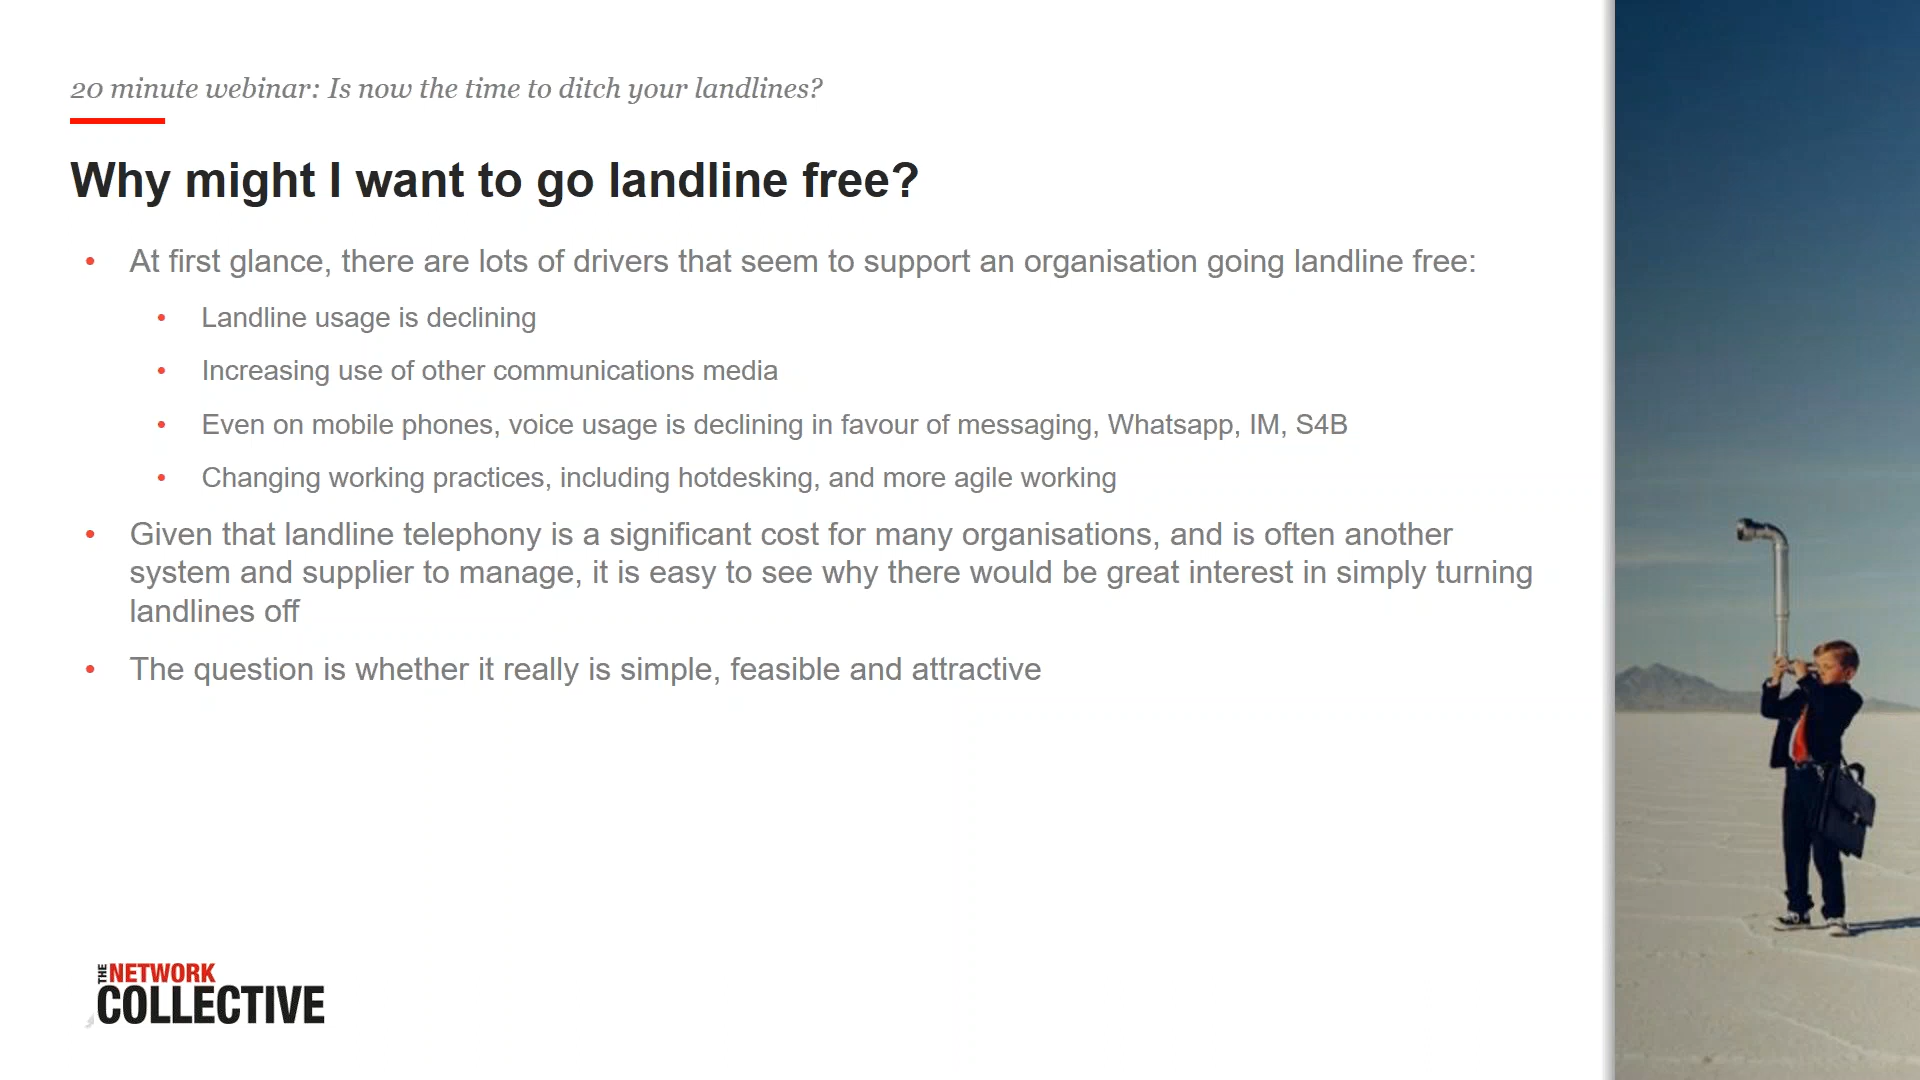 20 minute webinar: Is now the time to ditch your landlines?
Why might I want to go landline free?
• At first glance, there are lots of drivers that seem to support an organisation going landline free:
• Landline usage is declining
• Increasing use of other communications media
• Even on mobile phones, voice usage is declining in favour of messaging, Whatsapp, IM, S4B
• Changing working practices, including hotdesking, and more agile working
• Given that landline telephony is a significant cost for many organisations, and is often another
system and supplier to manage, it is easy to see why there would be great interest in simply turning
landlines off
• The question is whether it really is simple, feasible and attractive
THE NETWORK
COLLECTIVE